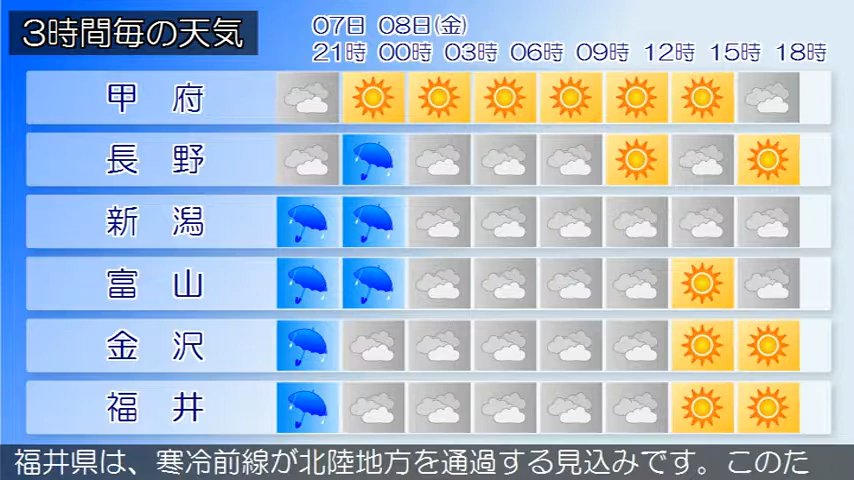 3時間毎の天気
07日 08日(金)
21時 00時 03時 06時 09時 12時 15時 18時
甲府
長野
新潟
富山
金沢
福井
福井県は、寒冷前線が北陸地方を通過する見込みです。このた